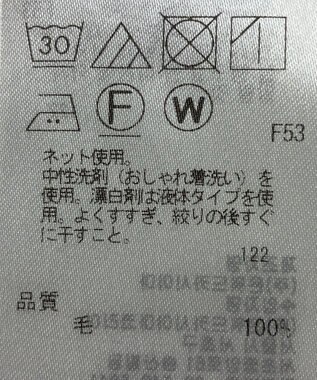 30
F W
F53
ネット使用。
中性洗剤（おしゃれ着洗い）を
使用。漂白剤は液体タイプを使
用。よくすすぎ、絞りの後すぐ
に干すこと。
122
品質
毛 100%